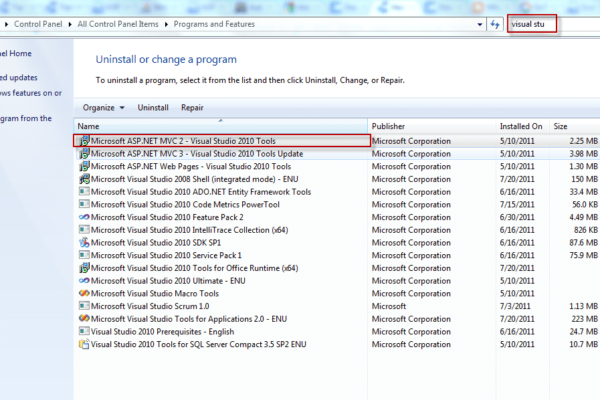 Control Panel ▸ All Control Panel Items ▸ Programs and Features
visual stu
nel Home
ed updates
ows features on or
gram from the
Uninstall or change a program
To uninstall a program, select it from the list and then click Uninstall, Change, or Repair.
Organize Uninstall Repair
Name Publisher Installed On Size
Microsoft ASP.NET MVC 2 - Visual Studio 2010 Tools Microsoft Corporation 5/10/2011 2.25 MB
Microsoft ASP.NET MVC 3 - Visual Studio 2010 Tools Update Microsoft Corporation 5/10/2011 3.98 MB
Microsoft ASP.NET Web Pages - Visual Studio 2010 Tools Microsoft Corporation 5/10/2011 1.30 MB
Microsoft Visual Studio 2008 Shell (integrated mode) - ENU Microsoft Corporation 7/20/2011 150 MB
Microsoft Visual Studio 2010 ADO.NET Entity Framework Tools Microsoft Corporation 6/16/2011 33.4 MB
Microsoft Visual Studio 2010 Code Metrics PowerTool Microsoft Corporation 7/15/2011 56.0 KB
Microsoft Visual Studio 2010 Feature Pack 2 Microsoft Corporation 6/30/2011 4.49 MB
Microsoft Visual Studio 2010 IntelliTrace Collection (x64) Microsoft Corporation 6/16/2011 826 KB
Microsoft Visual Studio 2010 SDK SP1 Microsoft Corporation 6/16/2011 87.6 MB
Microsoft Visual Studio 2010 Service Pack 1 Microsoft Corporation 6/16/2011 75.9 MB
Microsoft Visual Studio 2010 Tools for Office Runtime (x64) Microsoft Corporation 7/20/2011
Microsoft Visual Studio 2010 Ultimate - ENU Microsoft Corporation 5/10/2011
Microsoft Visual Studio Macro Tools Microsoft Corporation 5/10/2011
Microsoft Visual Studio Scrum 1.0 Microsoft 7/3/2011 1.13 MB
Microsoft Visual Studio Tools for Applications 2.0 - ENU Microsoft Corporation 7/20/2011 223 MB
Visual Studio 2010 Prerequisites - English Microsoft Corporation 6/16/2011 24.7 MB
Visual Studio 2010 Tools for SQL Server Compact 3.5 SP2 ENU Microsoft Corporation 5/10/2011 10.7 MB